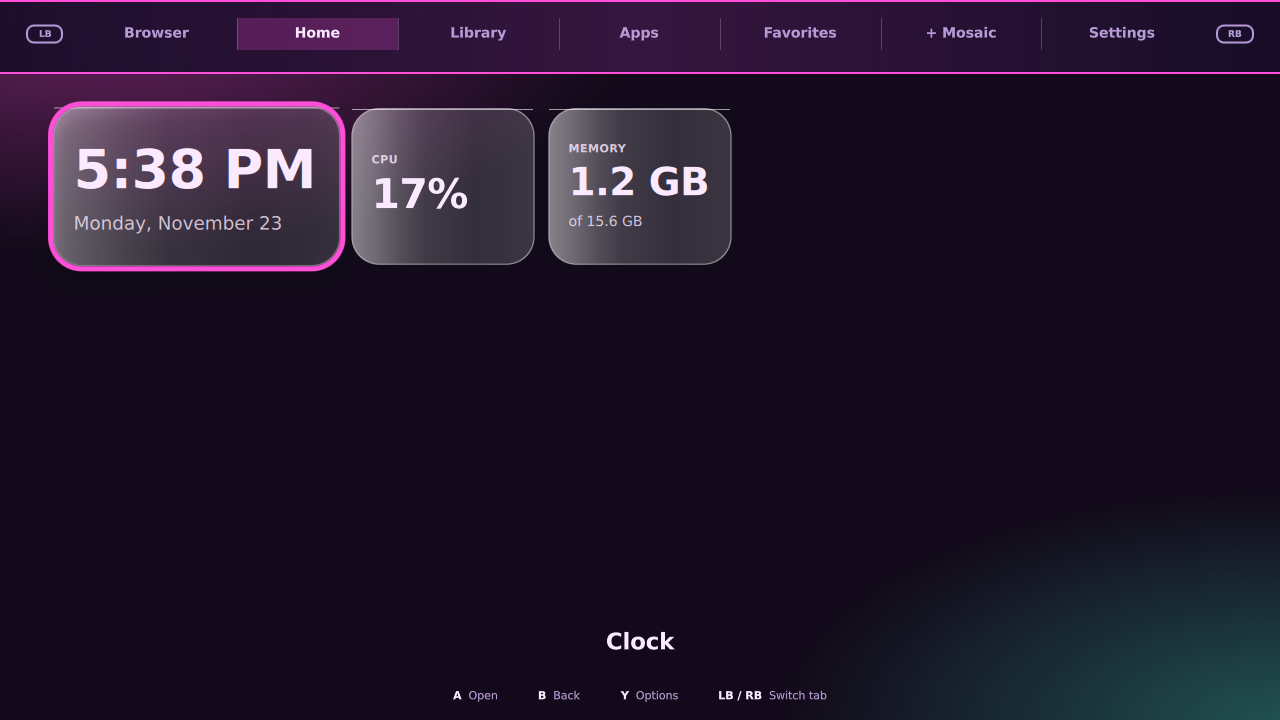 LB Browser Home Library Apps Favorites + Mosaic Settings RB
5:38 PM
Monday, November 23
CPU
17%
MEMORY
1.2 GB
of 15.6 GB
Clock
A Open B Back Y Options LB / RB Switch tab